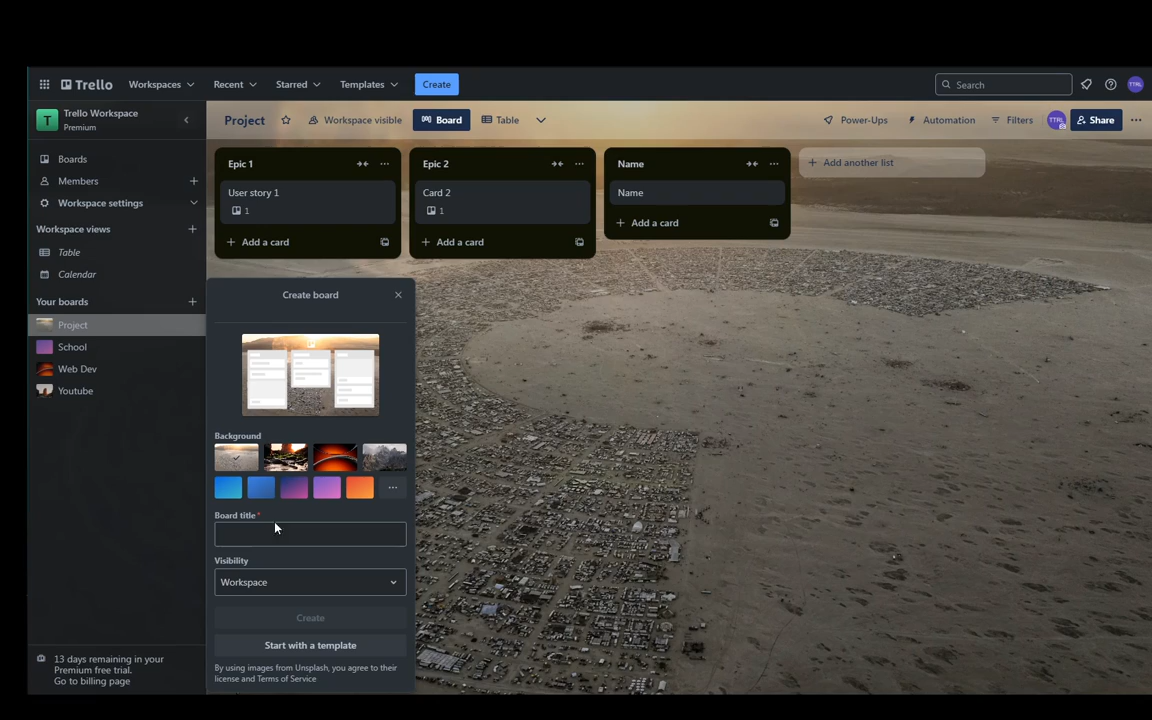 Trello
Workspaces
Recent
Starred
Templates
Create
Search
TTRL
T
Trello Workspace
Premium
Project
Workspace visible
Board
Table
Power-Ups
Automation
Filters
TTRL
Share
Boards
Members
Workspace settings
Workspace views
Table
Calendar
Your boards
Project
School
Web Dev
Youtube
13 days remaining in your
Premium free trial.
Go to billing page
Epic 1
User story 1
1
Add a card
Epic 2
Card 2
1
Add a card
Name
Name
Add a card
Add another list
Create board
Background
Board title*
Visibility
Workspace
Create
Start with a template
By using images from Unsplash, you agree to their
license and Terms of Service